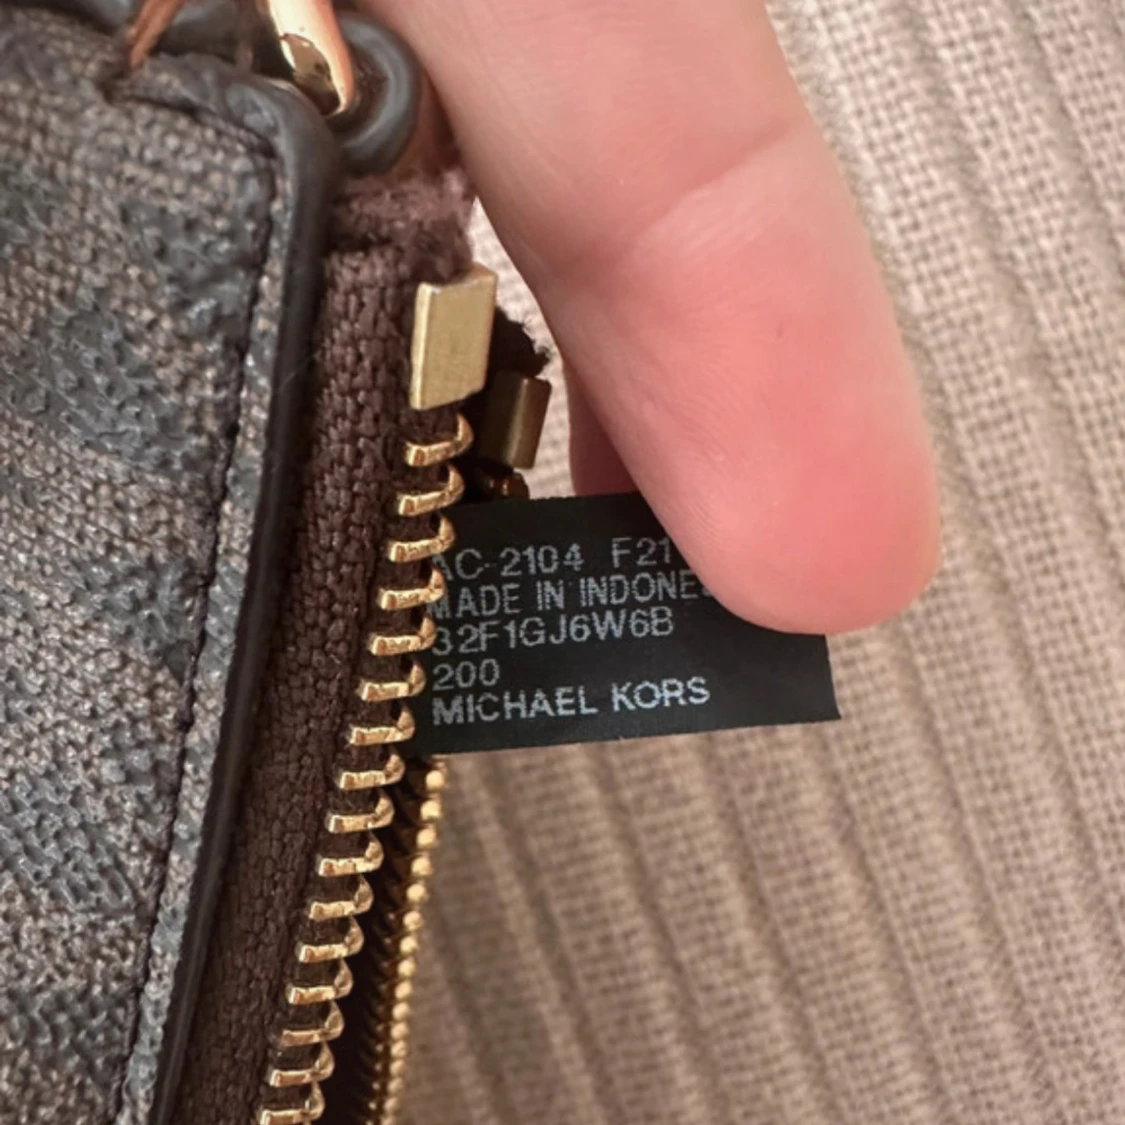 AC-2104 F21
MADE IN INDONES
32F1GJ6W6B
200
MICHAEL KORS